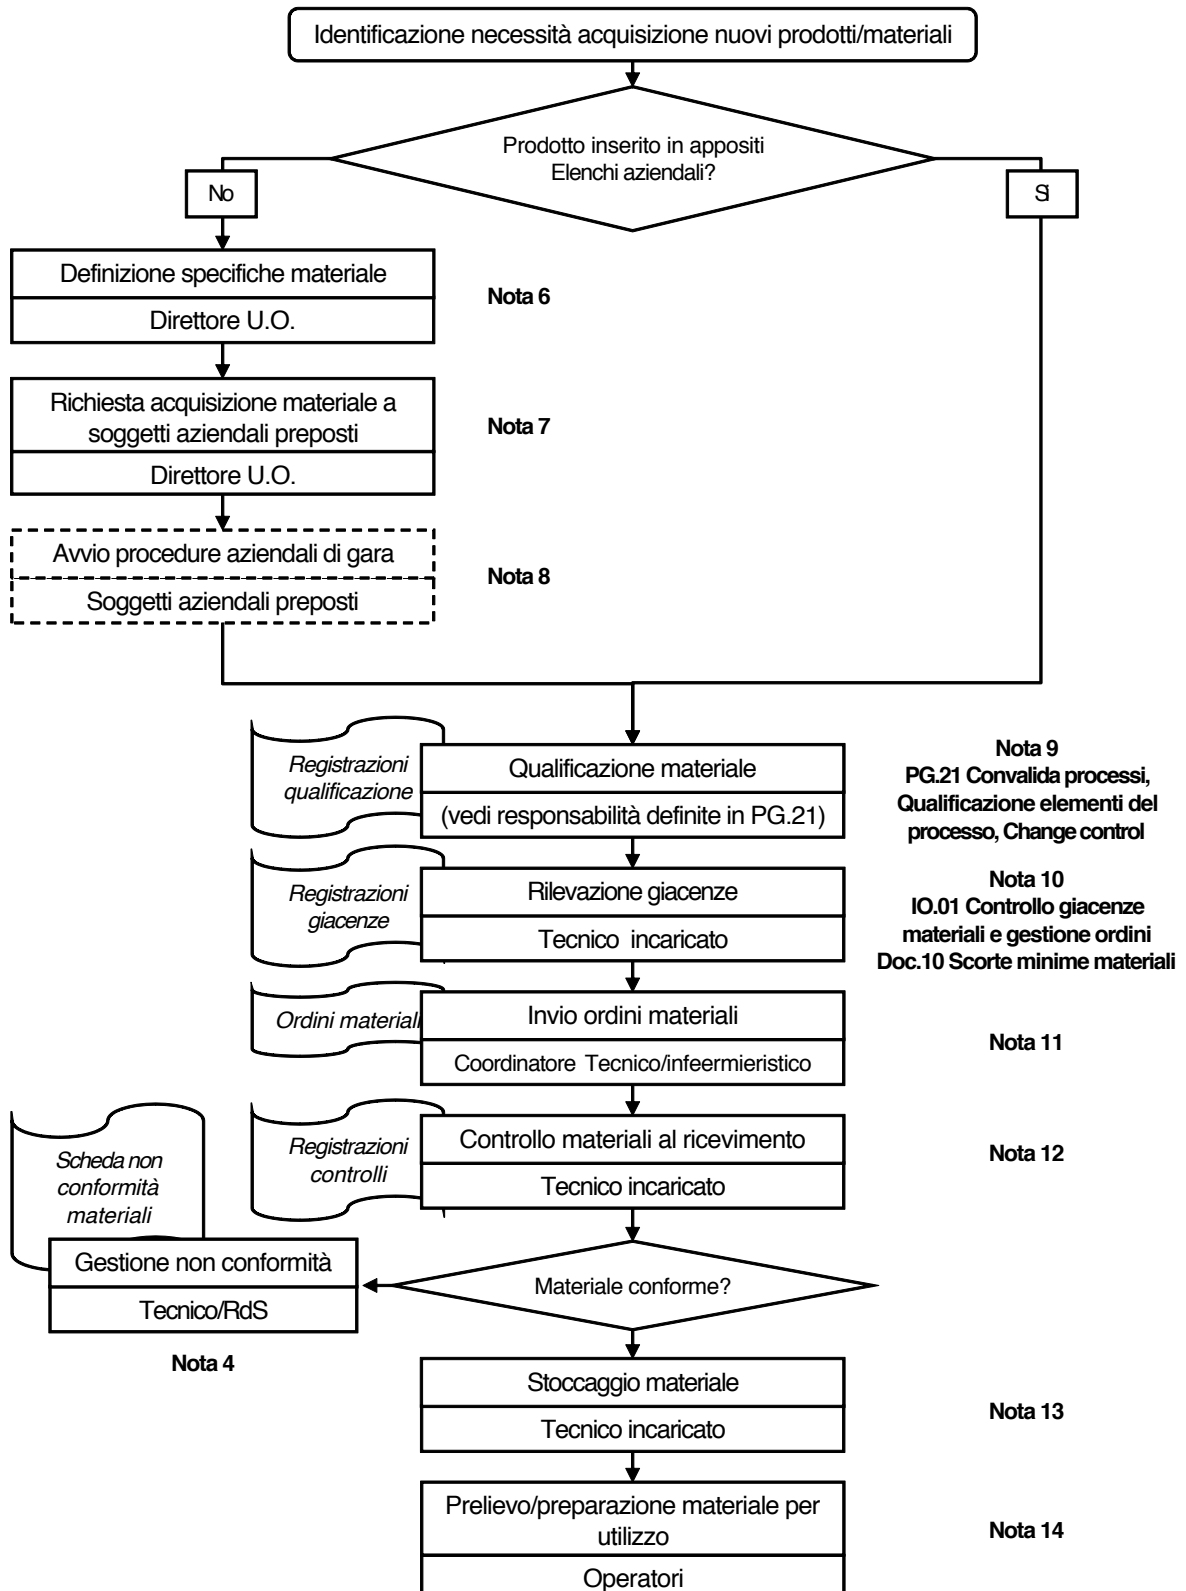 Identificazione necessità acquisizione nuovi prodotti/materiali
Prodotto inserito in appositi
Elenchi aziendali?
No
Si
Definizione specifiche materiale
Direttore U.O.
Nota 6
Richiesta acquisizione materiale a
soggetti aziendali preposti
Direttore U.O.
Nota 7
Avvio procedure aziendali di gara
Soggetti aziendali preposti
Nota 8
Registrazioni
qualificazione
Qualificazione materiale
(vedi responsabilità definite in PG.21)
Nota 9
PG.21 Convalida processi,
Qualificazione elementi del
processo, Change control
Registrazioni
giacenze
Rilevazione giacenze
Tecnico incaricato
Nota 10
IO.01 Controllo giacenze
materiali e gestione ordini
Doc.10 Scorte minime materiali
Ordini materiali
Invio ordini materiali
Coordinatore Tecnico/infeermieristico
Nota 11
Registrazioni
controlli
Controllo materiali al ricevimento
Tecnico incaricato
Nota 12
Scheda non
conformità
materiali
Gestione non conformità
Tecnico/RdS
Nota 4
Materiale conforme?
Stoccaggio materiale
Tecnico incaricato
Nota 13
Prelievo/preparazione materiale per
utilizzo
Operatori
Nota 14